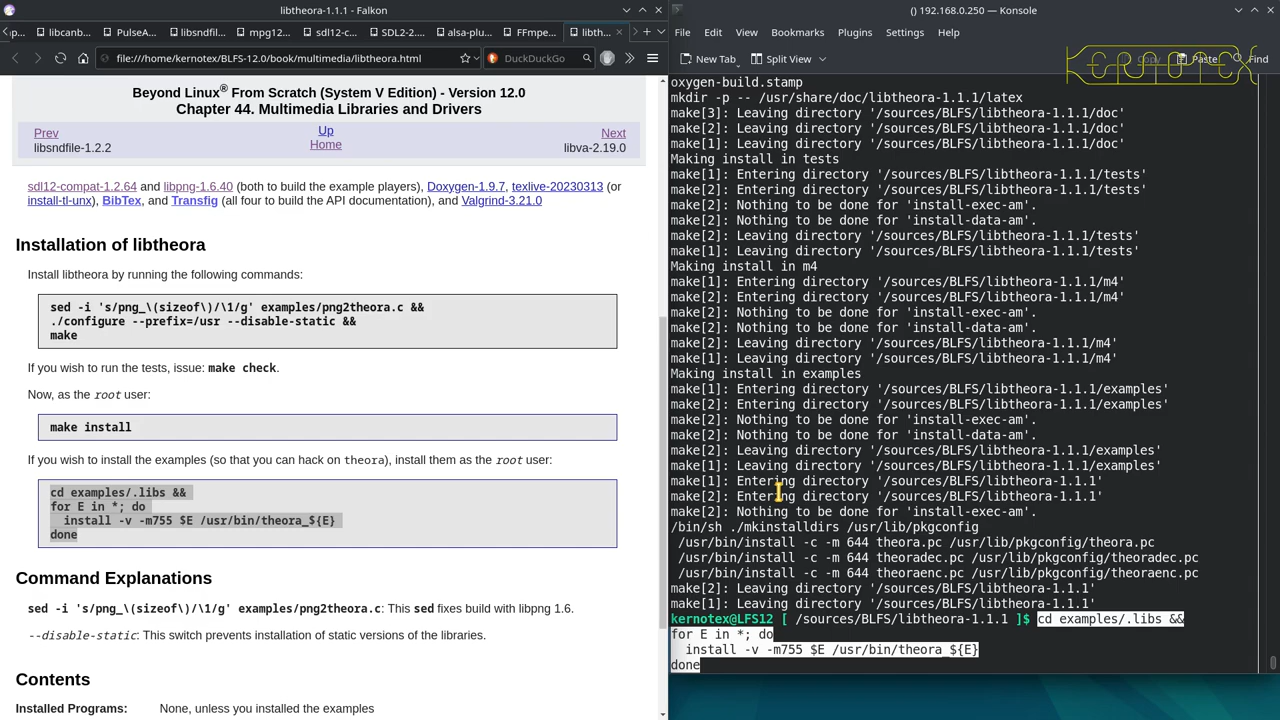 libtheora-1.1.1 - Falkon
p...
libcanb...
PulseA...
libsndfil...
mpg12...
sdl12-c...
SDL2-2....
alsa-plu...
FFmpe...
libth...
file:///home/kernotex/BLFS-12.0/book/multimedia/libtheora.html
DuckDuckGo
Beyond Linux® From Scratch (System V Edition) - Version 12.0
Chapter 44. Multimedia Libraries and Drivers
Prev Up Next
libsndfile-1.2.2 Home libva-2.19.0
sdl12-compat-1.2.64 and libpng-1.6.40 (both to build the example players), Doxygen-1.9.7, texlive-20230313 (or
install-tl-unx), BibTex, and Transfig (all four to build the API documentation), and Valgrind-3.21.0
Installation of libtheora
Install libtheora by running the following commands:
sed -i 's/png_\(sizeof\)/\1/g' examples/png2theora.c &&
./configure --prefix=/usr --disable-static &&
make
If you wish to run the tests, issue: make check.
Now, as the root user:
make install
If you wish to install the examples (so that you can hack on theora), install them as the root user:
cd examples/.libs &&
for E in *; do
  install -v -m755 $E /usr/bin/theora_${E}
done
Command Explanations
sed -i 's/png_\(sizeof\)/\1/g' examples/png2theora.c: This sed fixes build with libpng 1.6.
--disable-static: This switch prevents installation of static versions of the libraries.
Contents
Installed Programs: None, unless you installed the examples
() 192.168.0.250 — Konsole
File Edit View Bookmarks Plugins Settings Help
New Tab Split View Copy Paste Find
KERNOTEX
oxygen-build.stamp
mkdir -p -- /usr/share/doc/libtheora-1.1.1/latex
make[3]: Leaving directory '/sources/BLFS/libtheora-1.1.1/doc'
make[2]: Leaving directory '/sources/BLFS/libtheora-1.1.1/doc'
make[1]: Leaving directory '/sources/BLFS/libtheora-1.1.1/doc'
Making install in tests
make[1]: Entering directory '/sources/BLFS/libtheora-1.1.1/tests'
make[2]: Entering directory '/sources/BLFS/libtheora-1.1.1/tests'
make[2]: Nothing to be done for 'install-exec-am'.
make[2]: Nothing to be done for 'install-data-am'.
make[2]: Leaving directory '/sources/BLFS/libtheora-1.1.1/tests'
make[1]: Leaving directory '/sources/BLFS/libtheora-1.1.1/tests'
Making install in m4
make[1]: Entering directory '/sources/BLFS/libtheora-1.1.1/m4'
make[2]: Entering directory '/sources/BLFS/libtheora-1.1.1/m4'
make[2]: Nothing to be done for 'install-exec-am'.
make[2]: Nothing to be done for 'install-data-am'.
make[2]: Leaving directory '/sources/BLFS/libtheora-1.1.1/m4'
make[1]: Leaving directory '/sources/BLFS/libtheora-1.1.1/m4'
Making install in examples
make[1]: Entering directory '/sources/BLFS/libtheora-1.1.1/examples'
make[2]: Entering directory '/sources/BLFS/libtheora-1.1.1/examples'
make[2]: Nothing to be done for 'install-exec-am'.
make[2]: Nothing to be done for 'install-data-am'.
make[2]: Leaving directory '/sources/BLFS/libtheora-1.1.1/examples'
make[1]: Leaving directory '/sources/BLFS/libtheora-1.1.1/examples'
make[1]: Entering directory '/sources/BLFS/libtheora-1.1.1'
make[2]: Entering directory '/sources/BLFS/libtheora-1.1.1'
make[2]: Nothing to be done for 'install-exec-am'.
/bin/sh ./mkinstalldirs /usr/lib/pkgconfig
 /usr/bin/install -c -m 644 theora.pc /usr/lib/pkgconfig/theora.pc
 /usr/bin/install -c -m 644 theoradec.pc /usr/lib/pkgconfig/theoradec.pc
 /usr/bin/install -c -m 644 theoraenc.pc /usr/lib/pkgconfig/theoraenc.pc
make[2]: Leaving directory '/sources/BLFS/libtheora-1.1.1'
make[1]: Leaving directory '/sources/BLFS/libtheora-1.1.1'
kernotex@LFS12 [ /sources/BLFS/libtheora-1.1.1 ]$ cd examples/.libs &&
for E in *; do
  install -v -m755 $E /usr/bin/theora_${E}
done